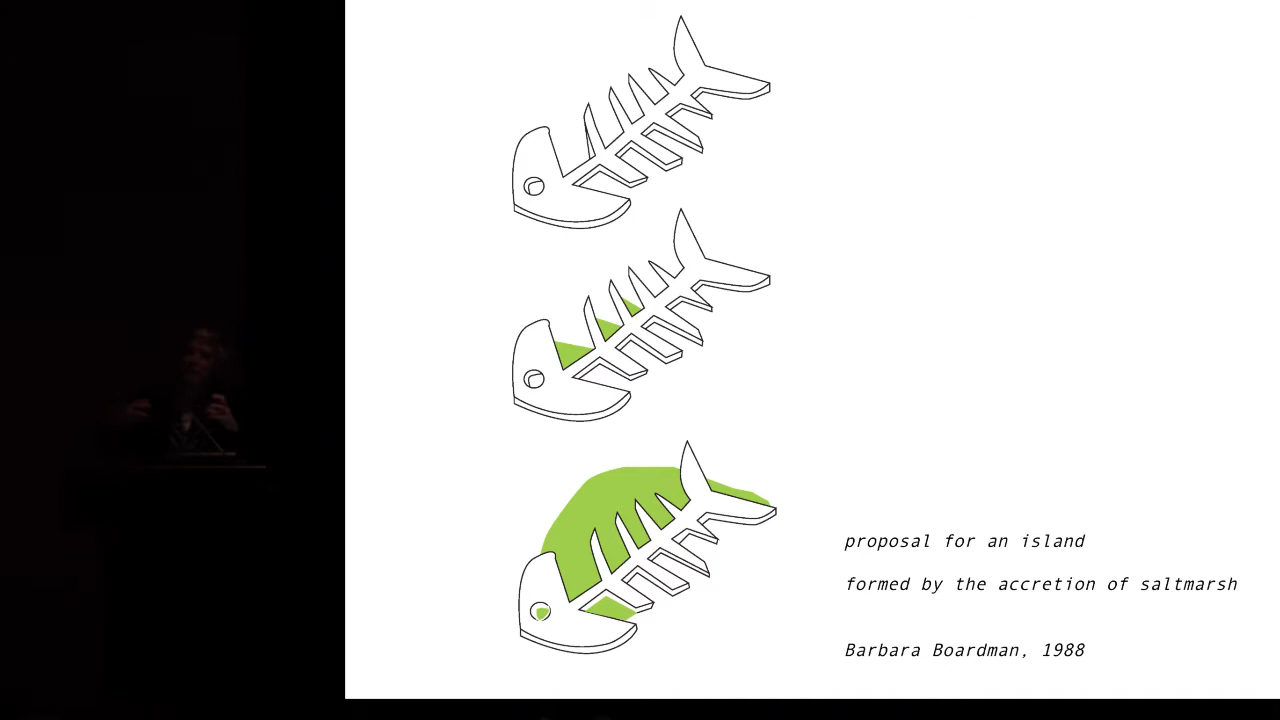 proposal for an island
formed by the accretion of saltmarsh
Barbara Boardman, 1988